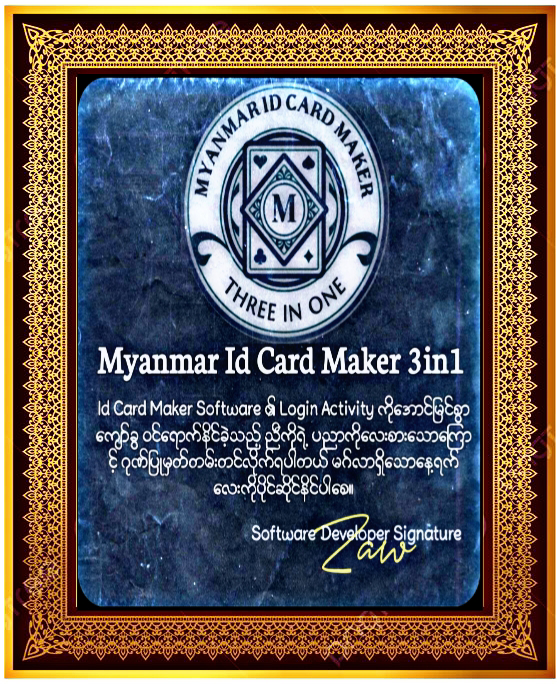 MYANMAR ID CARD MAKER
M
THREE IN ONE
Myanmar Id Card Maker 3in1
Id Card Maker Software ၏ Login Activity ကိုအောင်မြင်စွာ
ကျော်ခွ ဝင်ရောက်နိုင်ခဲ့သည့် ညီကိုရဲ့ ပညာကိုလေးစားသောကြော
င့် ဂုဏ်ပြုမှတ်တမ်းတင်လိုက်ရပါတယ် မင်္ဂလာရှိသောနေ့ရက်
လေးကိုပိုင်ဆိုင်နိုင်ပါစေ။
Software Developer Signature
Zaw